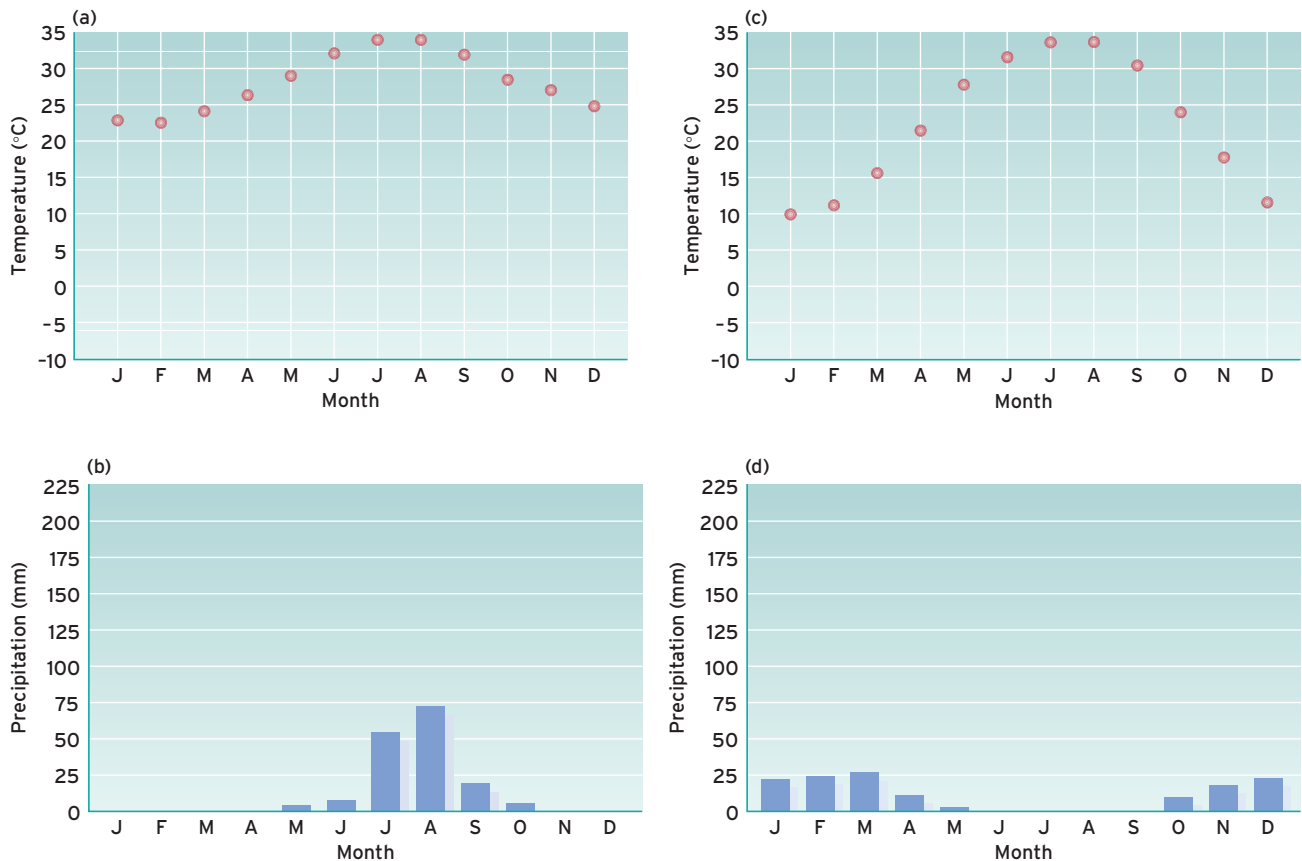 (a)
35
30
25
20
15
10
5
0
–5
–10
Temperature (°C)
J F M A M J J A S O N D
Month
(c)
35
30
25
20
15
10
5
0
–5
–10
Temperature (°C)
J F M A M J J A S O N D
Month
(b)
225
200
175
150
125
100
75
50
25
0
Precipitation (mm)
J F M A M J J A S O N D
Month
(d)
225
200
175
150
125
100
75
50
25
0
Precipitation (mm)
J F M A M J J A S O N D
Month